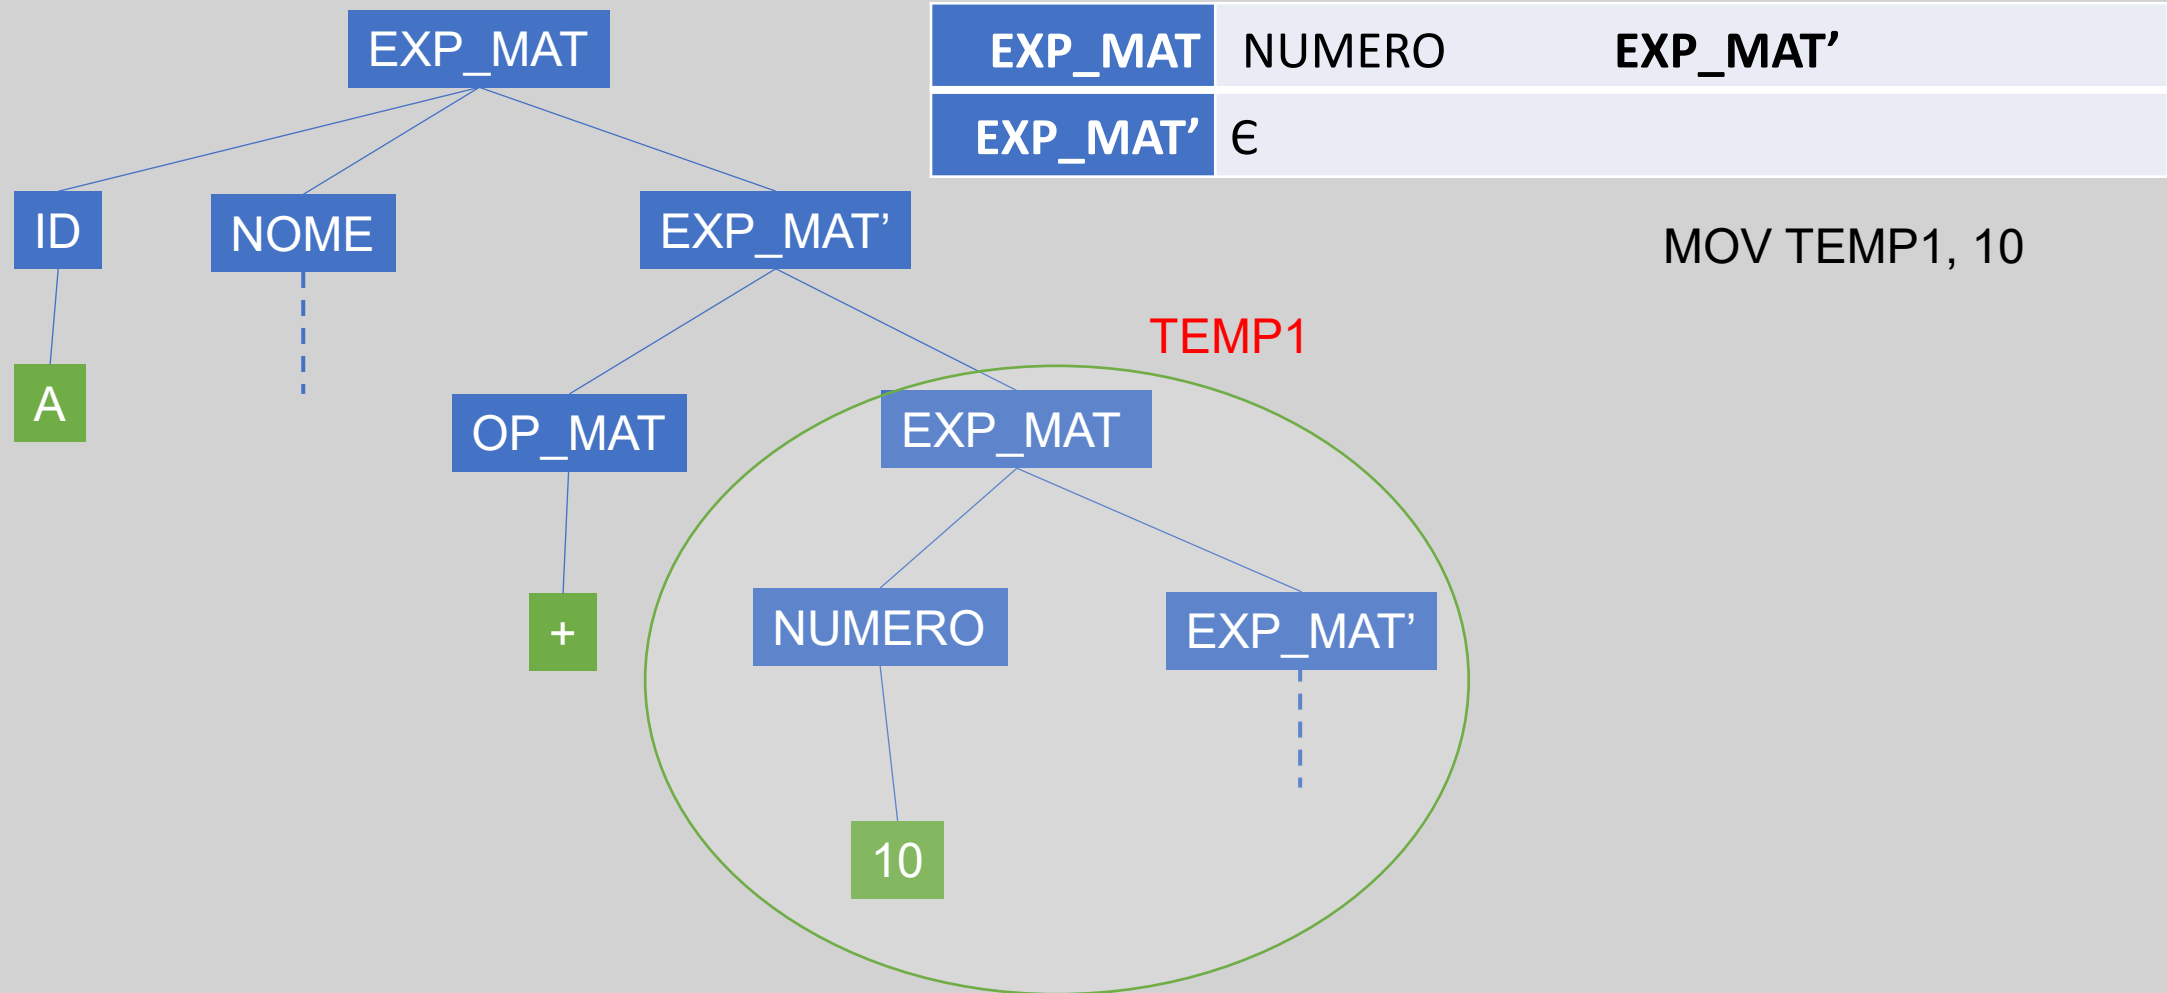 EXP_MAT
EXP_MAT NUMERO EXP_MAT’
EXP_MAT’ Є
ID NOME EXP_MAT’
MOV TEMP1, 10
TEMP1
A
OP_MAT EXP_MAT
+
NUMERO EXP_MAT’
10